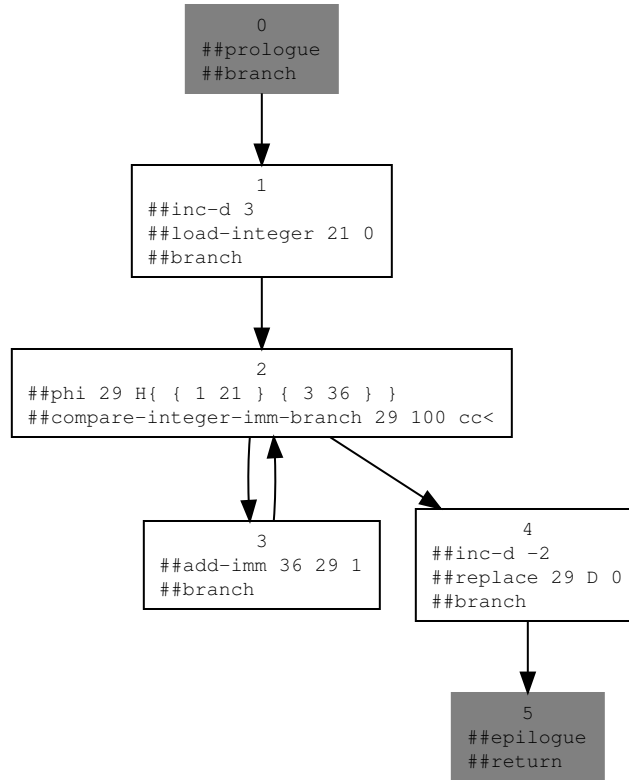 0
##prologue
##branch
1
##inc-d 3
##load-integer 21 0
##branch
2
##phi 29 H{ { 1 21 } { 3 36 } }
##compare-integer-imm-branch 29 100 cc<
3
##add-imm 36 29 1
##branch
4
##inc-d -2
##replace 29 D 0
##branch
5
##epilogue
##return